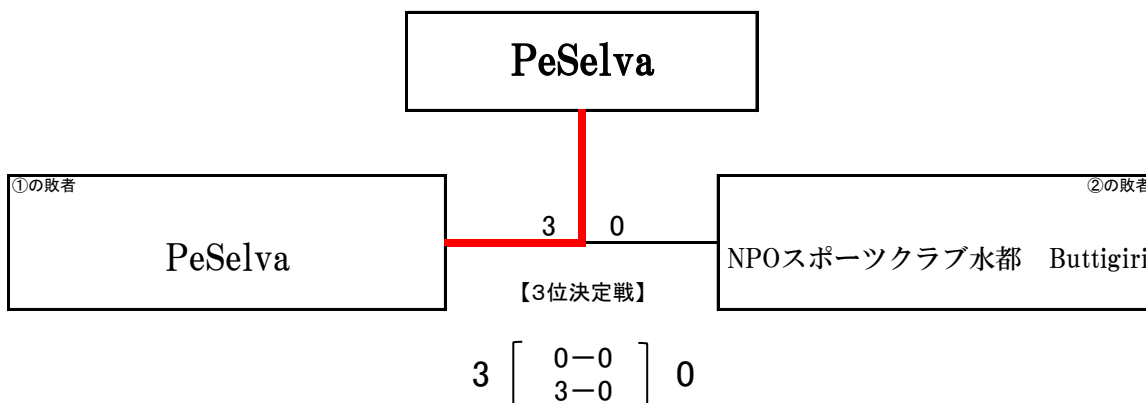 PeSelva
①の敗者
②の敗者
3 0
PeSelva
NPOスポーツクラブ水都 Buttigiri
【3位決定戦】
0－0
3 0
3－0